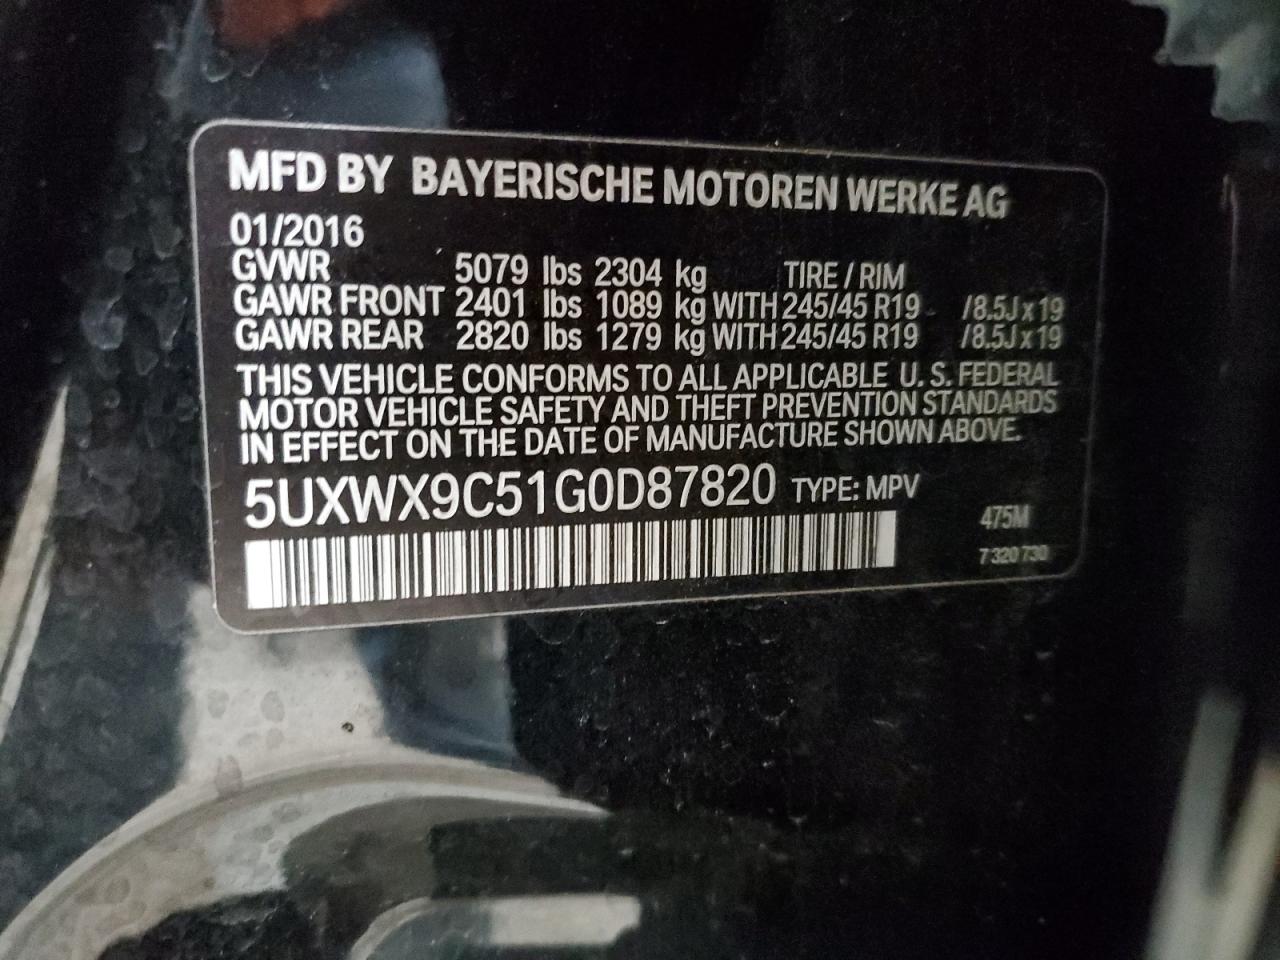 MFD BY BAYERISCHE MOTOREN WERKE AG
01/2016
GVWR 5079 lbs 2304 kg TIRE / RIM
GAWR FRONT 2401 lbs 1089 kg WITH 245/45 R19 /8.5J x 19
GAWR REAR 2820 lbs 1279 kg WITH 245/45 R19 /8.5J x 19
THIS VEHICLE CONFORMS TO ALL APPLICABLE U. S. FEDERAL
MOTOR VEHICLE SAFETY AND THEFT PREVENTION STANDARDS
IN EFFECT ON THE DATE OF MANUFACTURE SHOWN ABOVE.
5UXWX9C51G0D87820 TYPE: MPV
475M
7 320 730